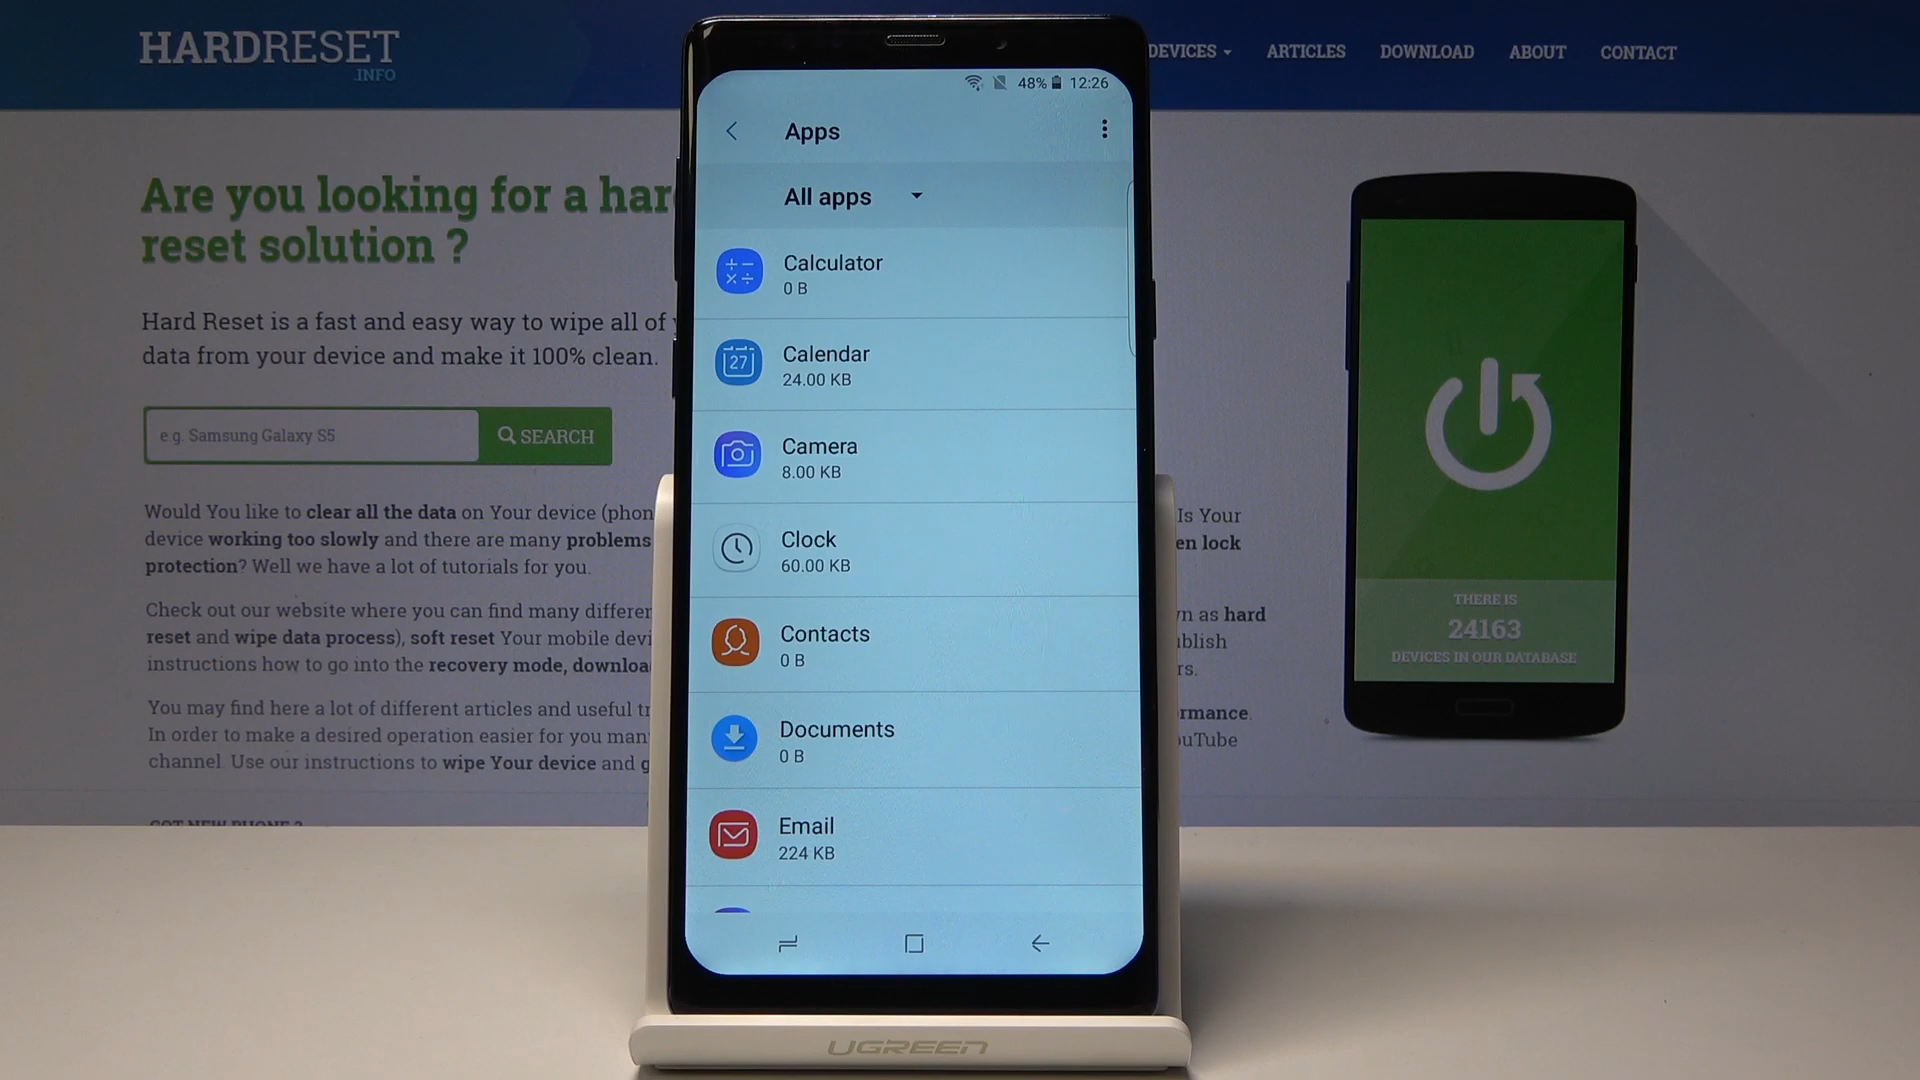 HARDRESET
.INFO
DEVICES
ARTICLES
DOWNLOAD
ABOUT
CONTACT
Are you looking for a har
reset solution ?
Hard Reset is a fast and easy way to wipe all of
data from your device and make it 100% clean.
e.g. Samsung Galaxy S5
SEARCH
Would You like to clear all the data on Your device (phon
device working too slowly and there are many problems
protection? Well we have a lot of tutorials for you.
Check out our website where you can find many differen
reset and wipe data process), soft reset Your mobile devi
instructions how to go into the recovery mode, downloa
You may find here a lot of different articles and useful tr
In order to make a desired operation easier for you man
channel. Use our instructions to wipe Your device and g
GOT NEW PHONE ?
48% 12:26
Apps
All apps
Calculator
0 B
27
Calendar
24.00 KB
Camera
8.00 KB
Clock
60.00 KB
Contacts
0 B
Documents
0 B
Email
224 KB
UGREEN
Is Your
en lock
wn as hard
ublish
rs.
rmance.
ouTube
THERE IS
24163
DEVICES IN OUR DATABASE